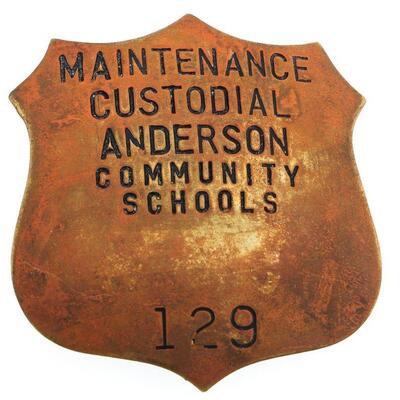 MAINTENANCE
CUSTODIAL
ANDERSON
COMMUNITY
SCHOOLS
129